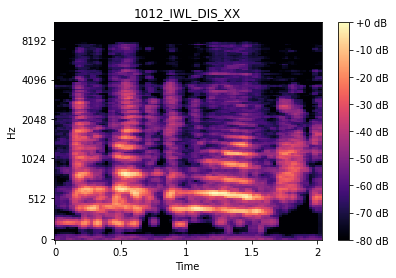 1012_IWL_DIS_XX
+0 dB
8192
-10 dB
4096
-20 dB
-30 dB
Hz
2048
-40 dB
1024
-50 dB
-60 dB
512
-70 dB
0
-80 dB
0
0.5
1
1.5
2
Time